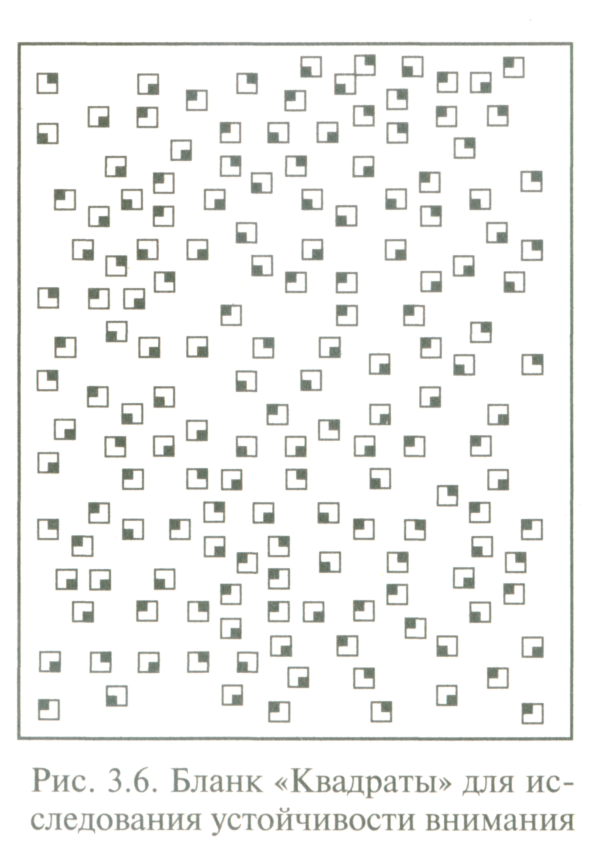 Рис. 3.6. Бланк «Квадраты» для ис-
следования устойчивости внимания